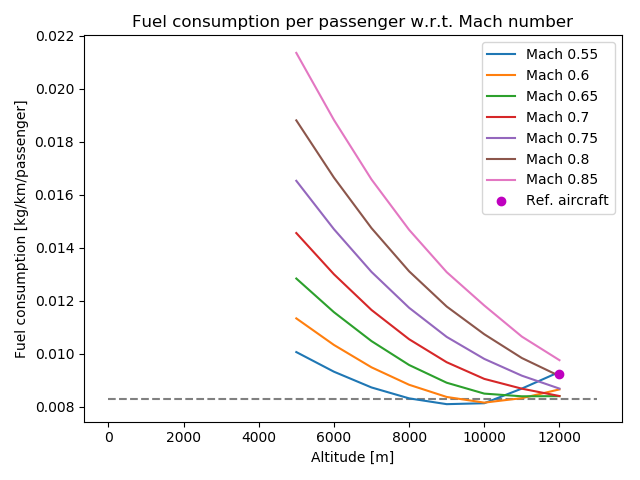 Fuel consumption per passenger w.r.t. Mach number
Fuel consumption [kg/km/passenger]
0.022
0.020
0.018
0.016
0.014
0.012
0.010
0.008
Mach 0.55
Mach 0.6
Mach 0.65
Mach 0.7
Mach 0.75
Mach 0.8
Mach 0.85
Ref. aircraft
0 2000 4000 6000 8000 10000 12000
Altitude [m]